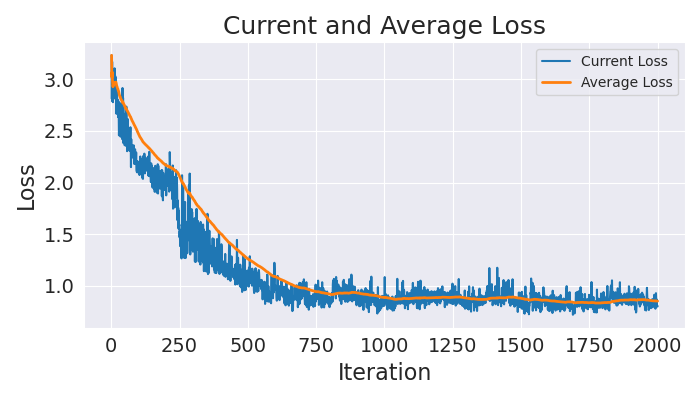 Current and Average Loss
Current Loss
Average Loss
Loss
3.0
2.5
2.0
1.5
1.0
0 250 500 750 1000 1250 1500 1750 2000
Iteration